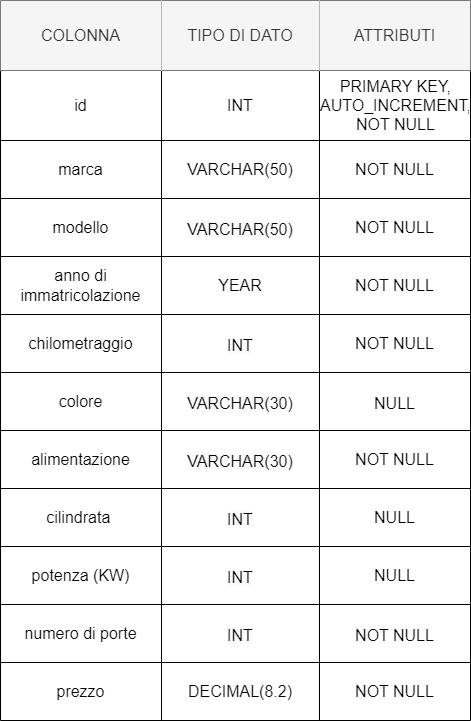 COLONNA TIPO DI DATO ATTRIBUTI
id INT PRIMARY KEY,
AUTO_INCREMENT,
NOT NULL
marca VARCHAR(50) NOT NULL
modello VARCHAR(50) NOT NULL
anno di
immatricolazione YEAR NOT NULL
chilometraggio INT NOT NULL
colore VARCHAR(30) NULL
alimentazione VARCHAR(30) NOT NULL
cilindrata INT NULL
potenza (KW) INT NULL
numero di porte INT NOT NULL
prezzo DECIMAL(8.2) NOT NULL